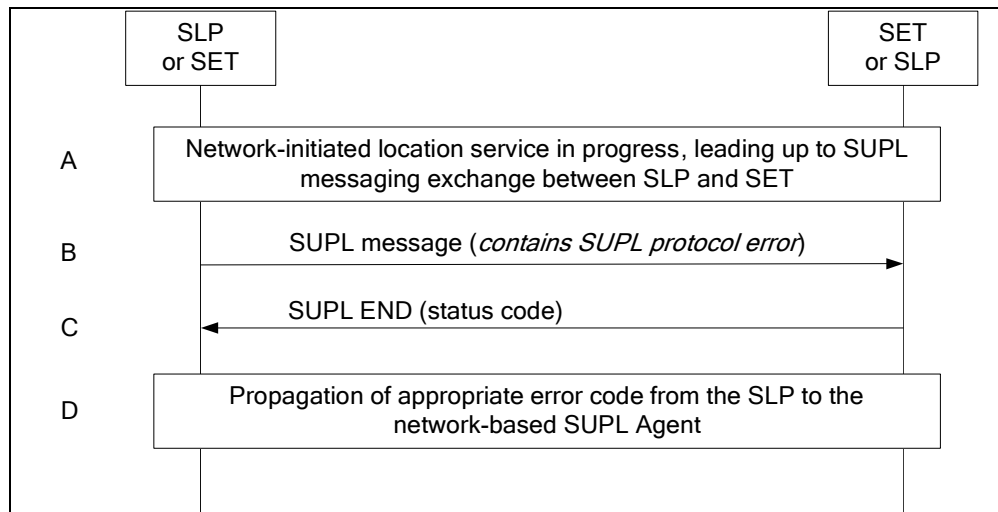 SLP
or SET
SET
or SLP
A
Network-initiated location service in progress, leading up to SUPL
messaging exchange between SLP and SET
B
SUPL message (contains SUPL protocol error)
C
SUPL END (status code)
D
Propagation of appropriate error code from the SLP to the
network-based SUPL Agent